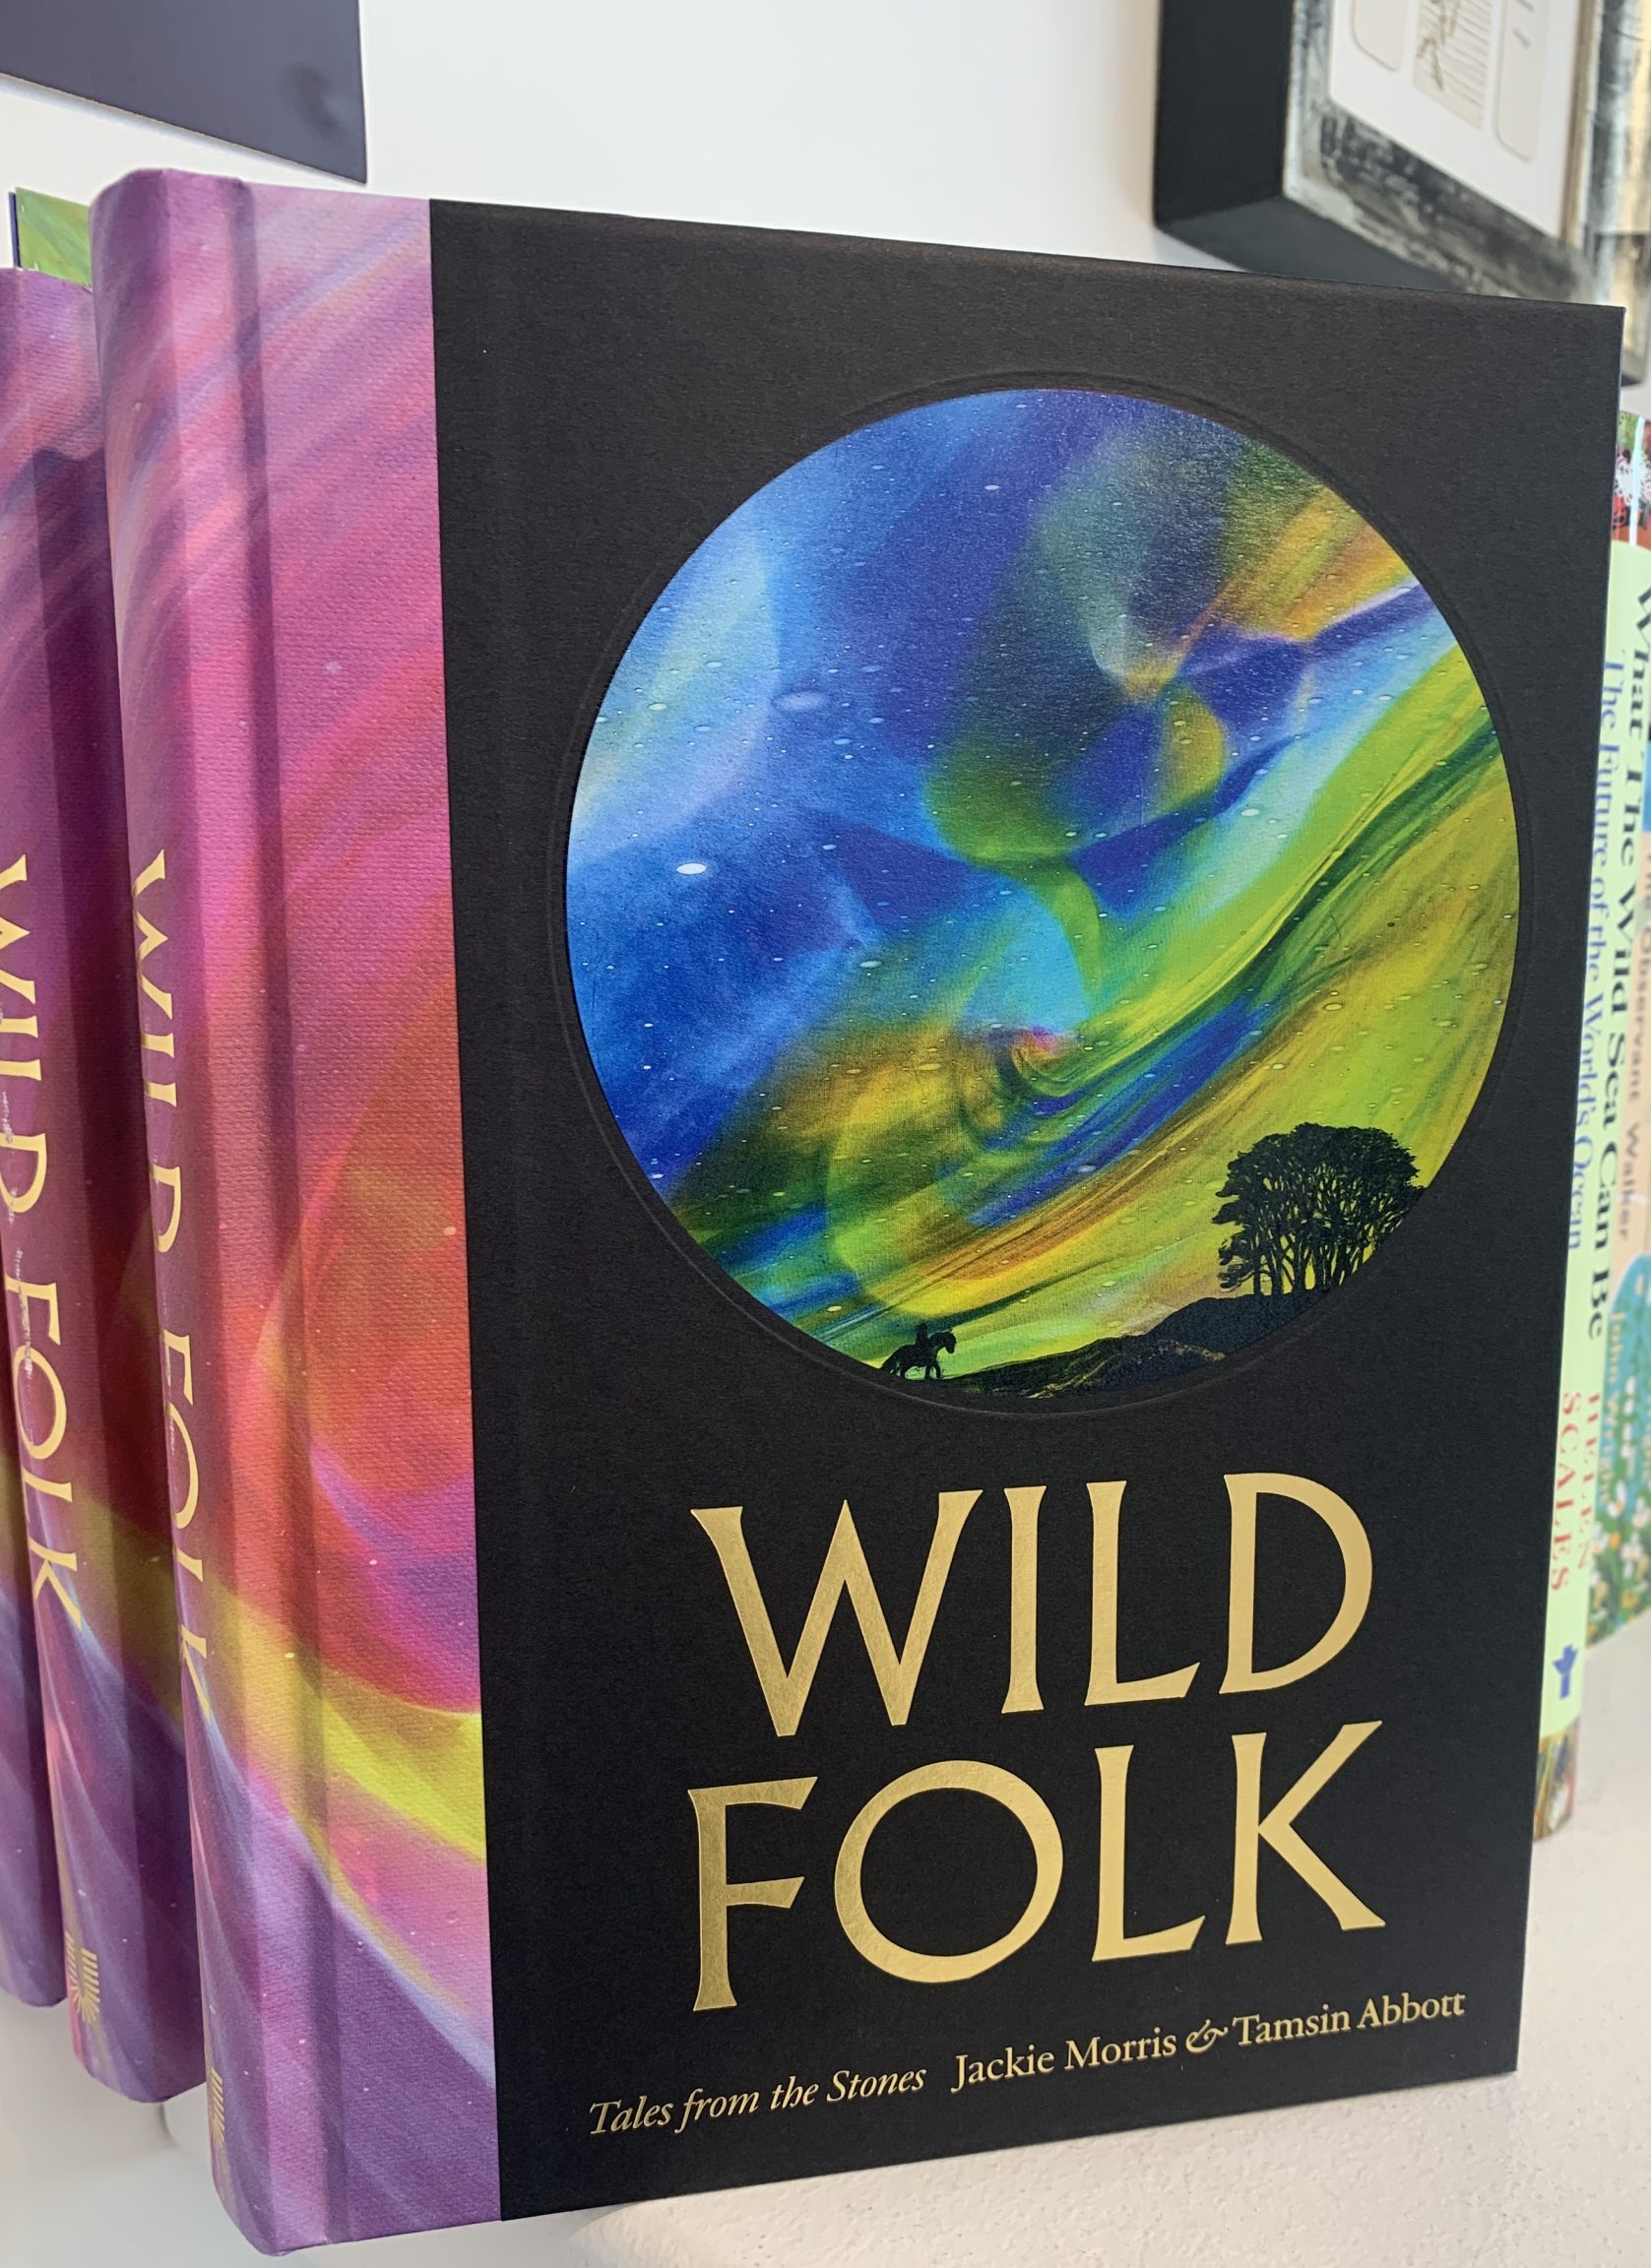 WILD FOLK
WILD FOLK
WILD
FOLK
Tales from the Stones Jackie Morris & Tamsin Abbott
What The Wild Sea Can Be
The Future of the World's Ocean
HELEN
SCALES